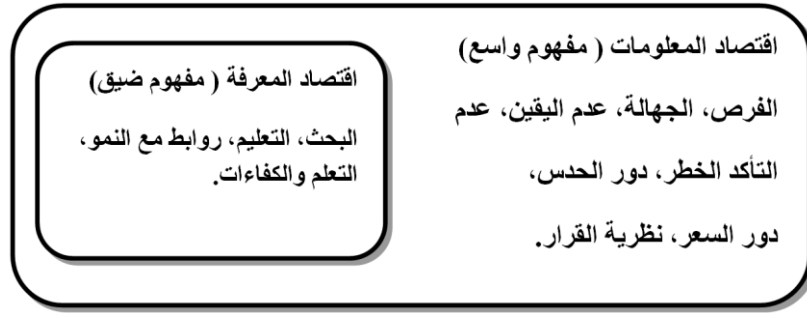 اقتصاد المعلومات ( مفهوم واسع)
الفرص، الجهالة، عدم اليقين، عدم
التأكد الخطر، دور الحدس،
دور السعر، نظرية القرار.
اقتصاد المعرفة ( مفهوم ضيق)
البحث، التعليم، روابط مع النمو،
التعلم والكفاءات.